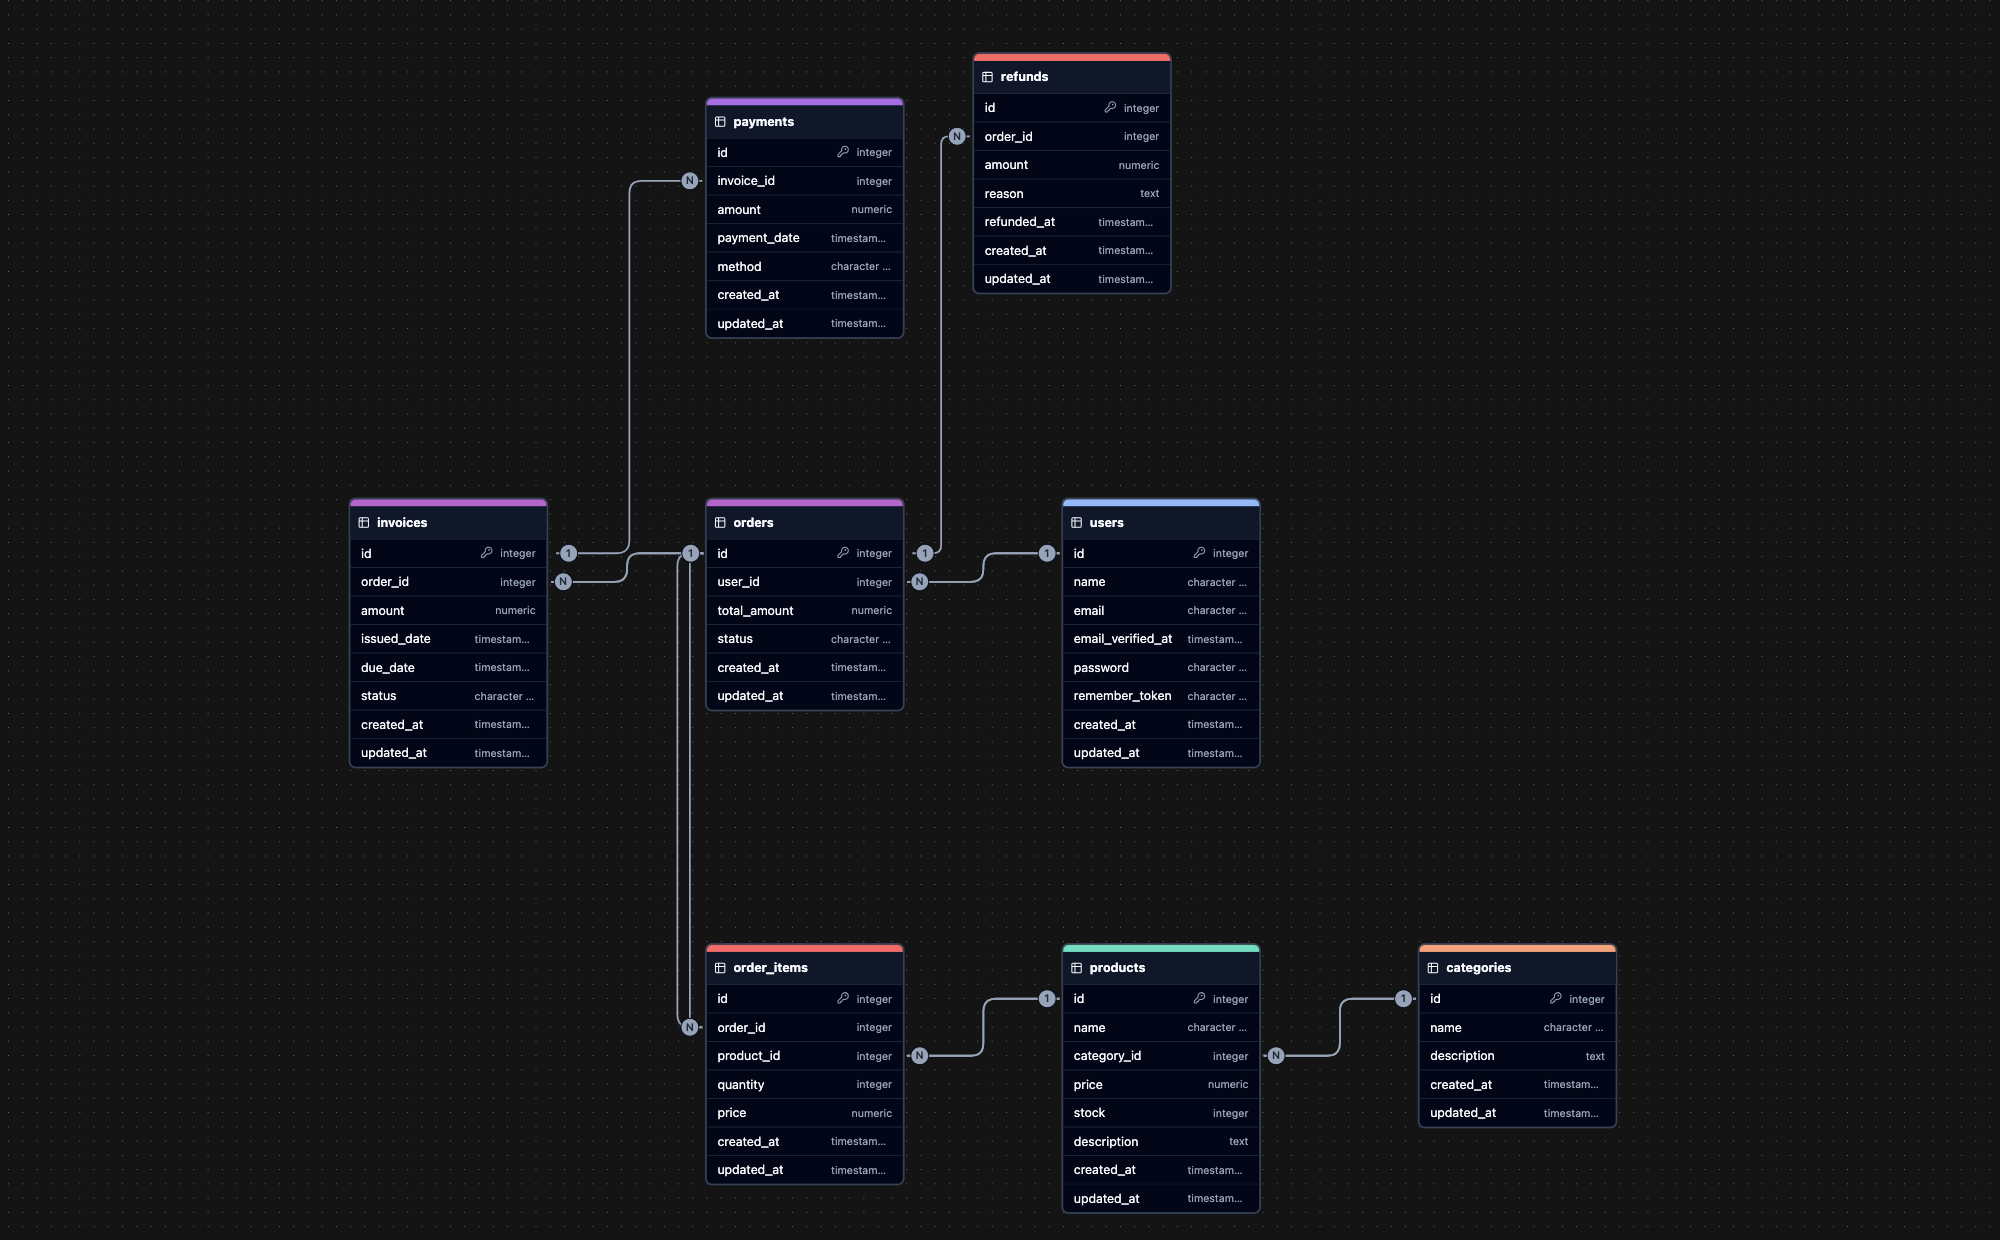 refunds
id integer
order_id integer
amount numeric
reason text
refunded_at timestam...
created_at timestam...
updated_at timestam...
payments
id integer
invoice_id integer
amount numeric
payment_date timestam...
method character ...
created_at timestam...
updated_at timestam...
N
N
invoices
id integer
order_id integer
amount numeric
issued_date timestam...
due_date timestam...
status character ...
created_at timestam...
updated_at timestam...
1
N
1
orders
id integer
user_id integer
total_amount numeric
status character ...
created_at timestam...
updated_at timestam...
1
N
1
users
id integer
name character ...
email character ...
email_verified_at timestam...
password character ...
remember_token character ...
created_at timestam...
updated_at timestam...
order_items
id integer
order_id integer
product_id integer
quantity integer
price numeric
created_at timestam...
updated_at timestam...
N
N
1
products
id integer
name character ...
category_id integer
price numeric
stock integer
description text
created_at timestam...
updated_at timestam...
N
1
categories
id integer
name character ...
description text
created_at timestam...
updated_at timestam...